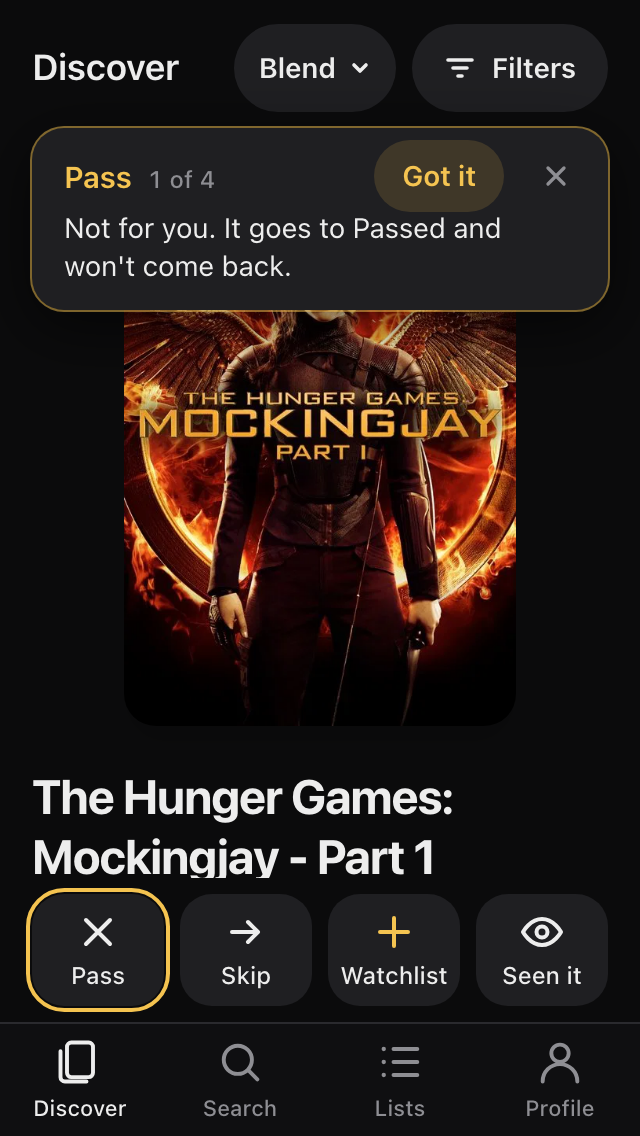 Discover
Blend
Filters
Pass 1 of 4
Got it
Not for you. It goes to Passed and
won't come back.
THE HUNGER GAMES
MOCKINGJAY
PART I
The Hunger Games:
Mockingjay - Part 1
Pass
Skip
Watchlist
Seen it
Discover
Search
Lists
Profile